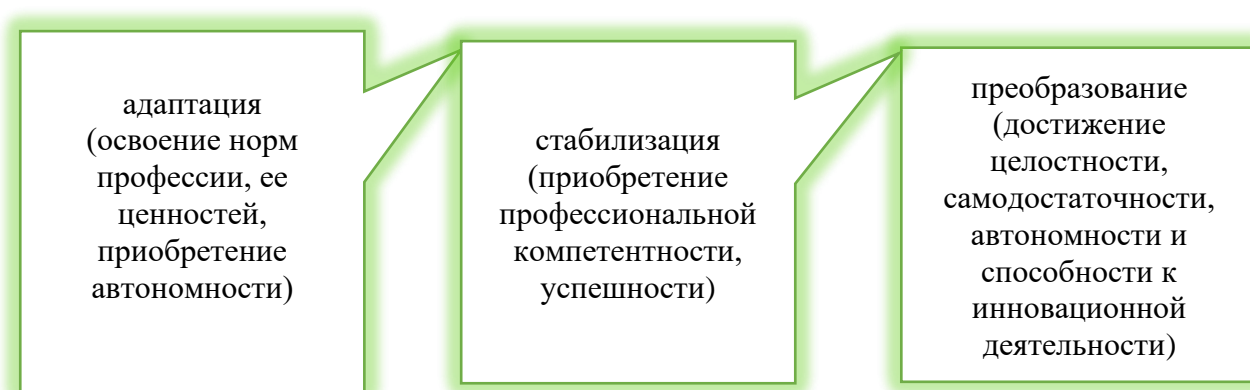 адаптация
(освоение норм
профессии, ее
ценностей,
приобретение
автономности)
стабилизация
(приобретение
профессиональной
компетентности,
успешности)
преобразование
(достижение
целостности,
самодостаточности,
автономности и
способности к
инновационной
деятельности)